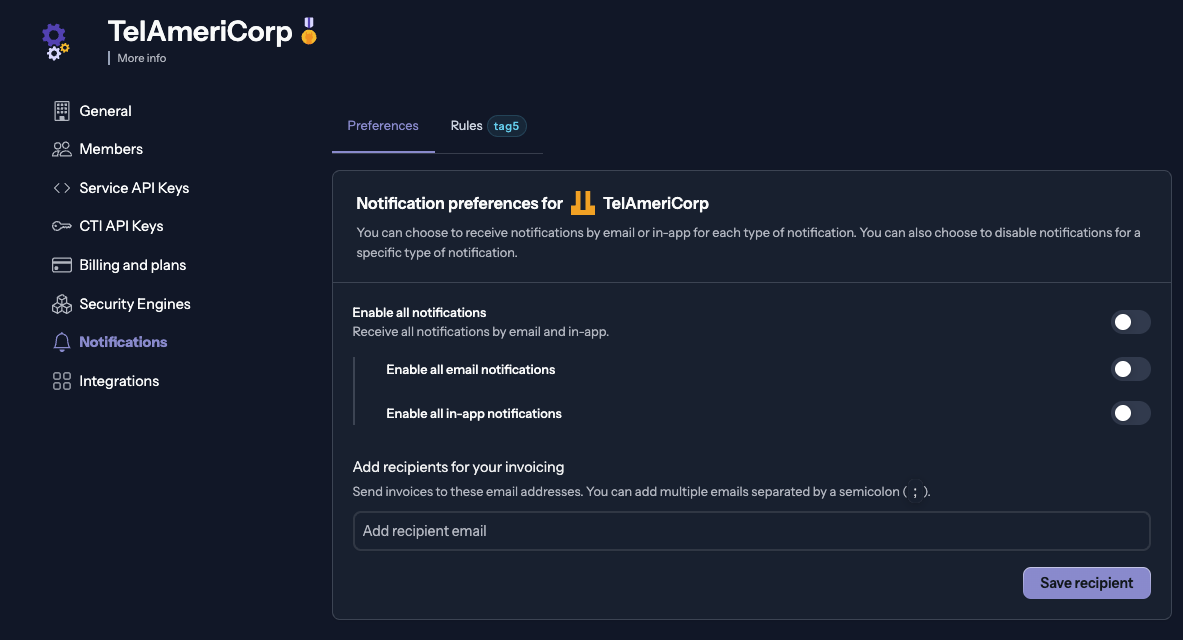 TelAmeriCorp
More info
General
Members
Service API Keys
CTI API Keys
Billing and plans
Security Engines
Notifications
Integrations
Preferences
Rules tag5
Notification preferences for TelAmeriCorp
You can choose to receive notifications by email or in-app for each type of notification. You can also choose to disable notifications for a
specific type of notification.
Enable all notifications
Receive all notifications by email and in-app.
Enable all email notifications
Enable all in-app notifications
Add recipients for your invoicing
Send invoices to these email addresses. You can add multiple emails separated by a semicolon ( ; ).
Add recipient email
Save recipient